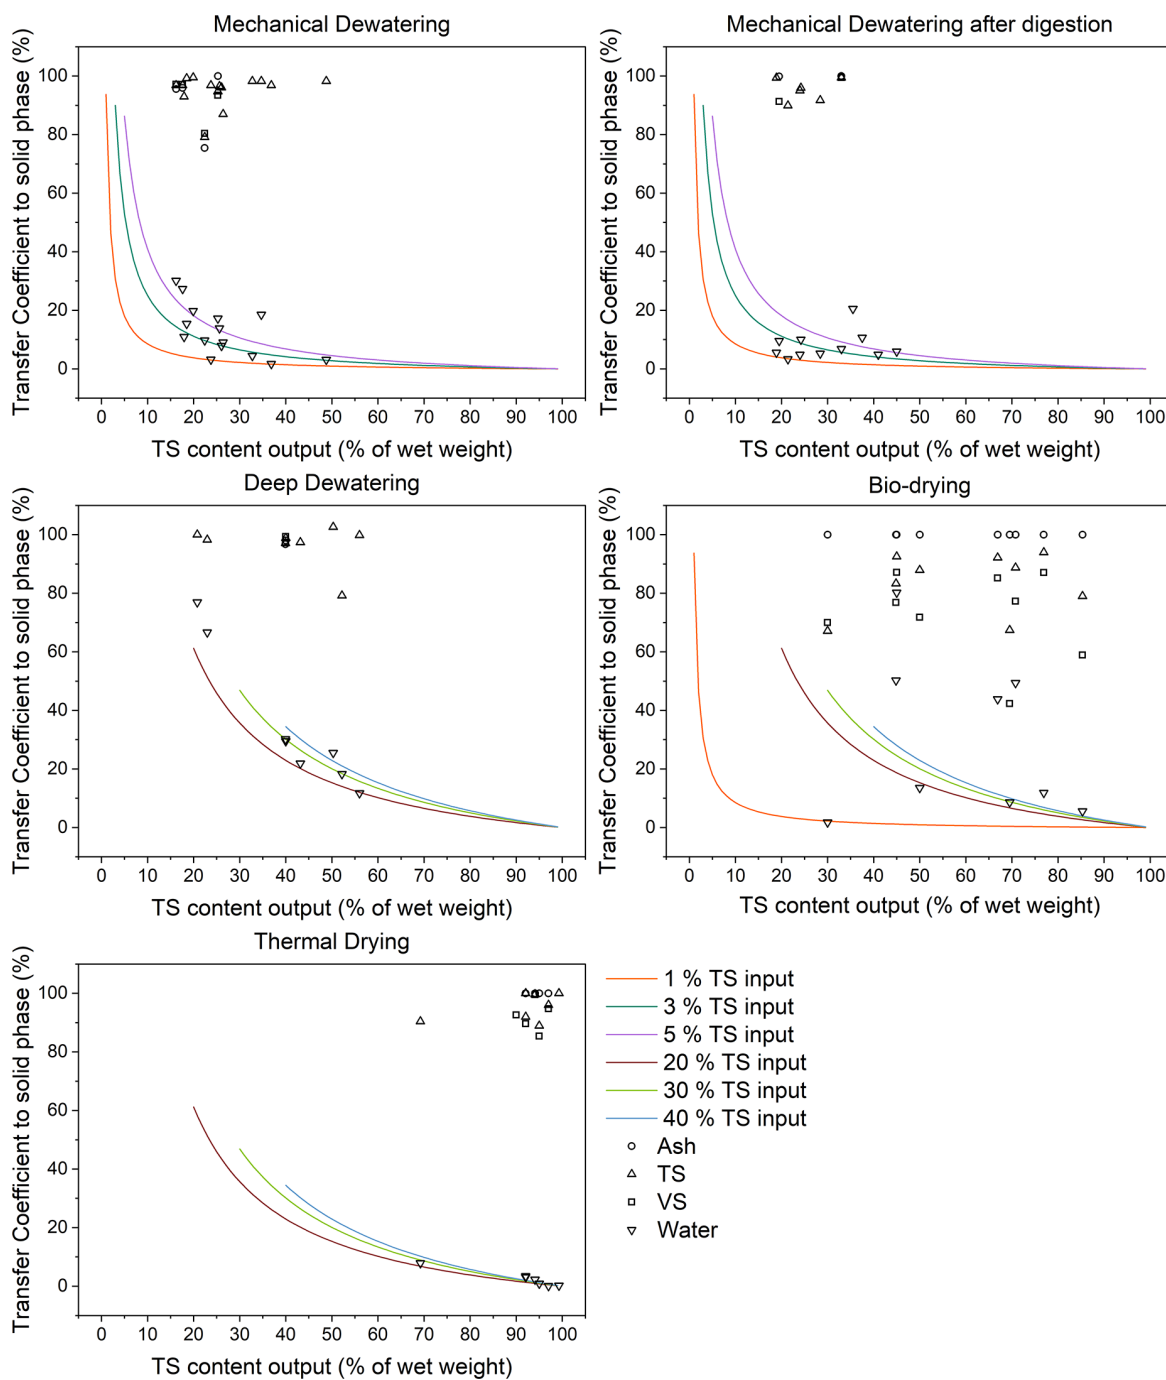 Mechanical Dewatering
Transfer Coefficient to solid phase (%)
100
80
60
40
20
0
0 10 20 30 40 50 60 70 80 90 100
TS content output (% of wet weight)
Mechanical Dewatering after digestion
Transfer Coefficient to solid phase (%)
100
80
60
40
20
0
0 10 20 30 40 50 60 70 80 90 100
TS content output (% of wet weight)
Deep Dewatering
Transfer Coefficient to solid phase (%)
100
80
60
40
20
0
0 10 20 30 40 50 60 70 80 90 100
TS content output (% of wet weight)
Bio-drying
Transfer Coefficient to solid phase (%)
100
80
60
40
20
0
0 10 20 30 40 50 60 70 80 90 100
TS content output (% of wet weight)
Thermal Drying
Transfer Coefficient to solid phase (%)
100
80
60
40
20
0
0 10 20 30 40 50 60 70 80 90 100
TS content output (% of wet weight)
1 % TS input
3 % TS input
5 % TS input
20 % TS input
30 % TS input
40 % TS input
Ash
TS
VS
Water